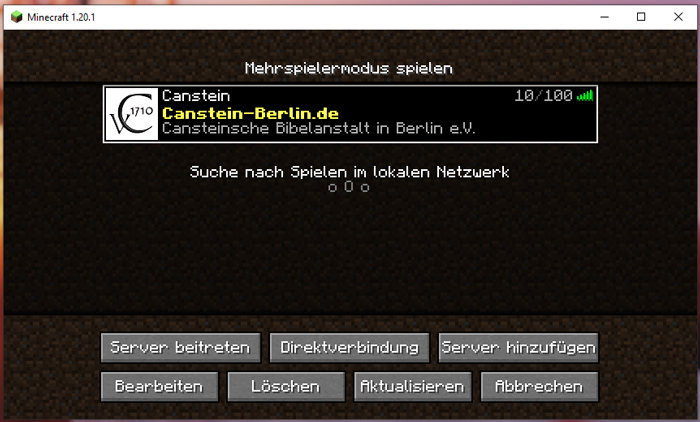 Minecraft 1.20.1
Mehrspielermodus spielen
VC 1710
Canstein 10/100
Canstein-Berlin.de
Cansteinsche Bibelanstalt in Berlin e.V.
Suche nach Spielen im lokalen Netzwerk
o O o
Server beitreten Direktverbindung Server hinzufügen
Bearbeiten Löschen Aktualisieren Abbrechen